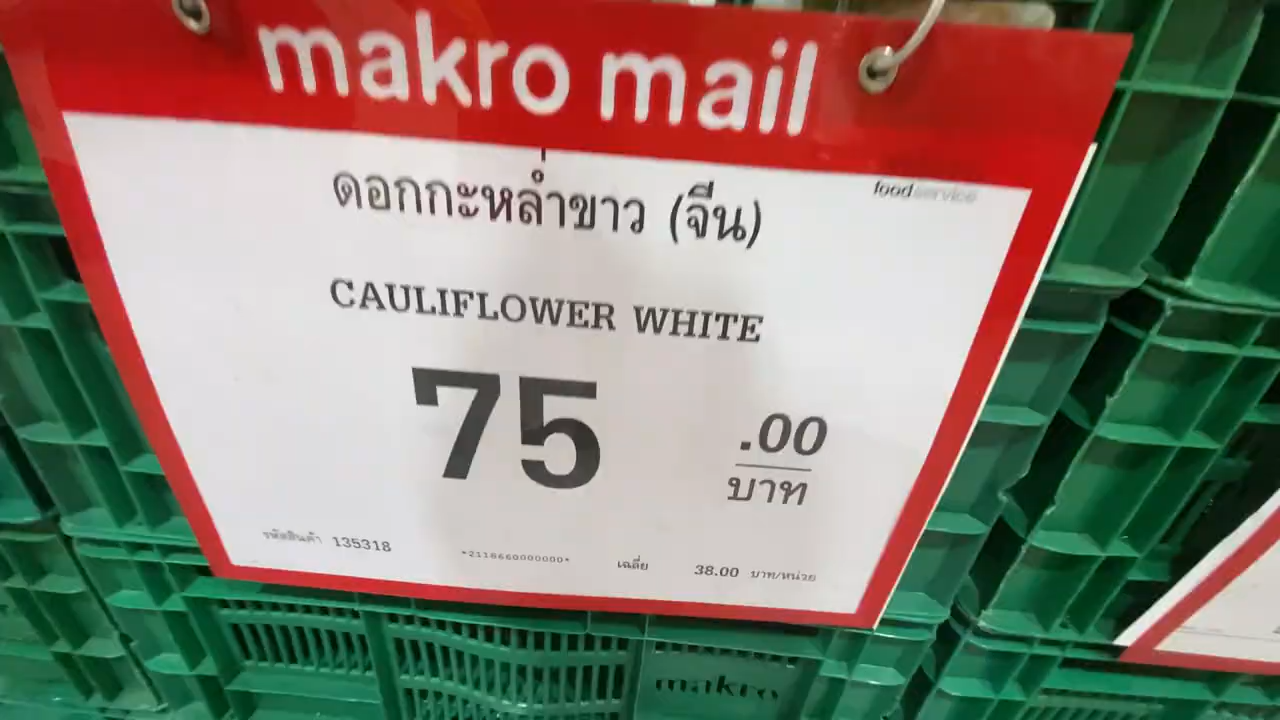 makro mail
foodservice
ดอกกะหล่ำขาว (จีน)
CAULIFLOWER WHITE
75.00
บาท
รหัสสินค้า 135318 *2118660000000* เฉลี่ย 38.00 บาท/หน่วย
makro